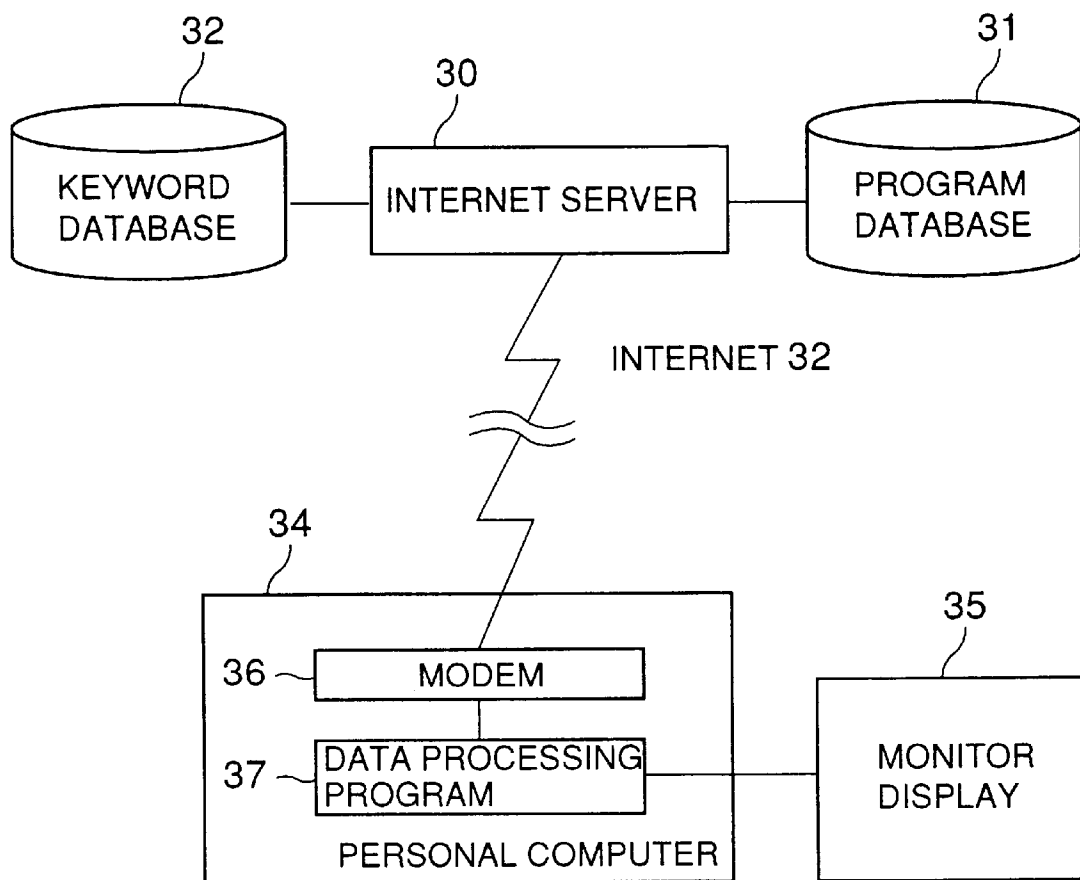 32
30
31
KEYWORD
DATABASE
INTERNET SERVER
PROGRAM
DATABASE
INTERNET 32
34
35
36
MODEM
37
DATA PROCESSING
PROGRAM
PERSONAL COMPUTER
MONITOR
DISPLAY